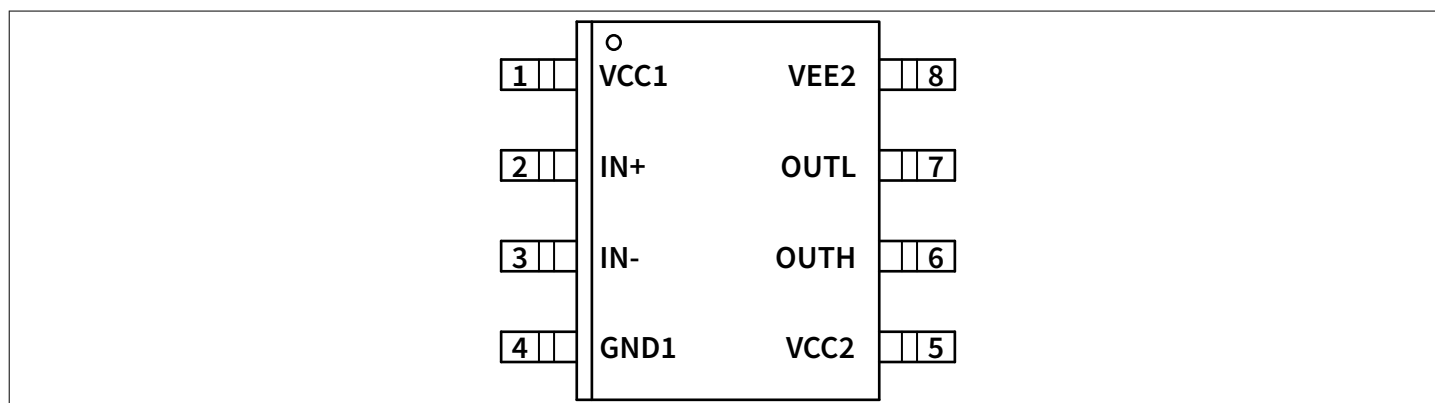 1 VCC1 VEE2 8
2 IN+ OUTL 7
3 IN- OUTH 6
4 GND1 VCC2 5